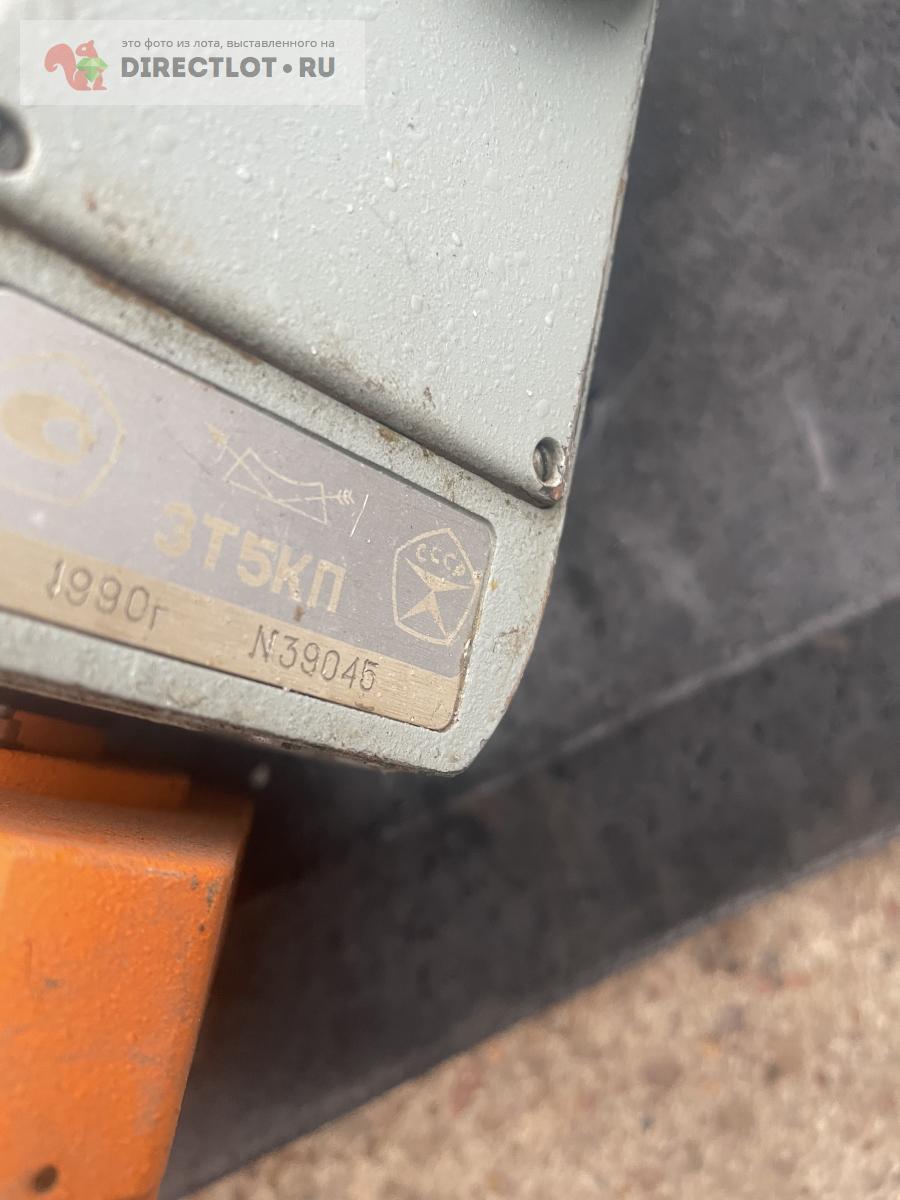 это фото из лота, выставленного на
DIRECTLOT•RU
СССР
3Т5КП
1990г N39045